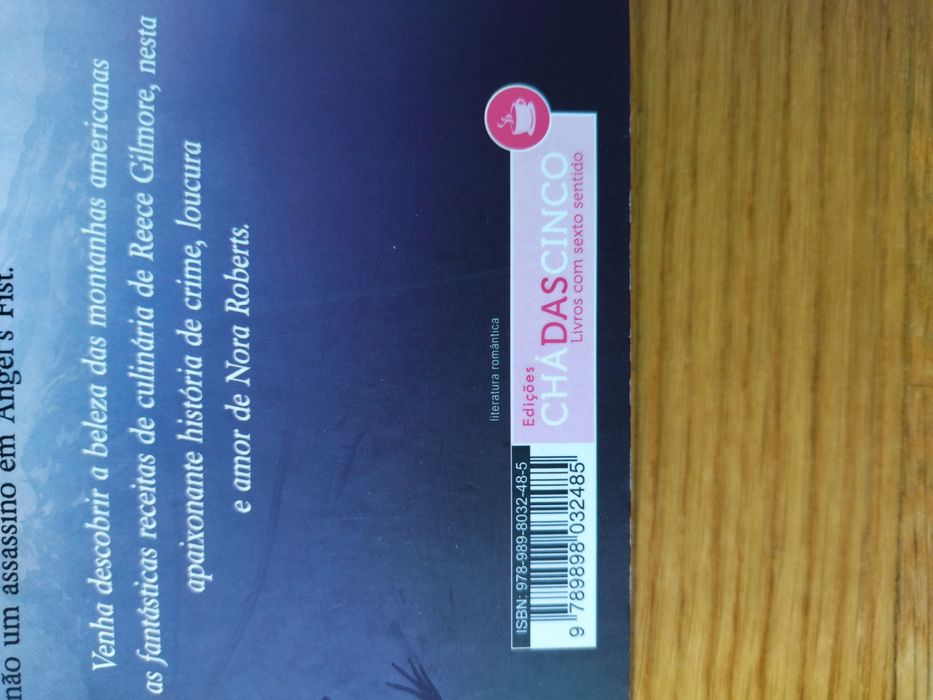 não um assassino em Angel's Fist.
Venha descobrir a beleza das montanhas americanas
as fantásticas receitas de culinária de Reece Gilmore, nesta
apaixonante história de crime, loucura
e amor de Nora Roberts.
literatura romântica
Edições
CHÁDASCINCO
Livros com sexto sentido
ISBN: 978-989-8032-48-5
9 789898 032485